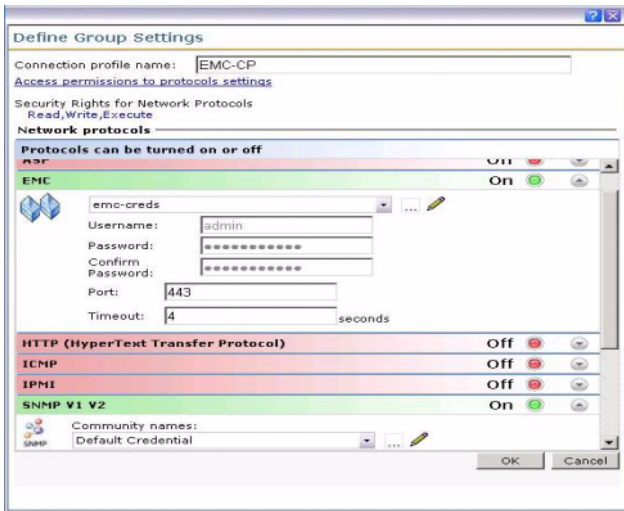 Define Group Settings
Connection profile name: EMC-CP
Access permissions to protocols settings
Security Rights for Network Protocols
Read,Write,Execute
Network protocols
Protocols can be turned on or off
ASF Off
EMC On
emc-creds ...
Username: admin
Password: ●●●●●●●●●●●
Confirm
Password: ●●●●●●●●●●●
Port: 443
Timeout: 4 seconds
HTTP (HyperText Transfer Protocol) Off
ICMP Off
IPMI Off
SNMP V1 V2 On
Community names:
SNMP Default Credential ...
OK Cancel